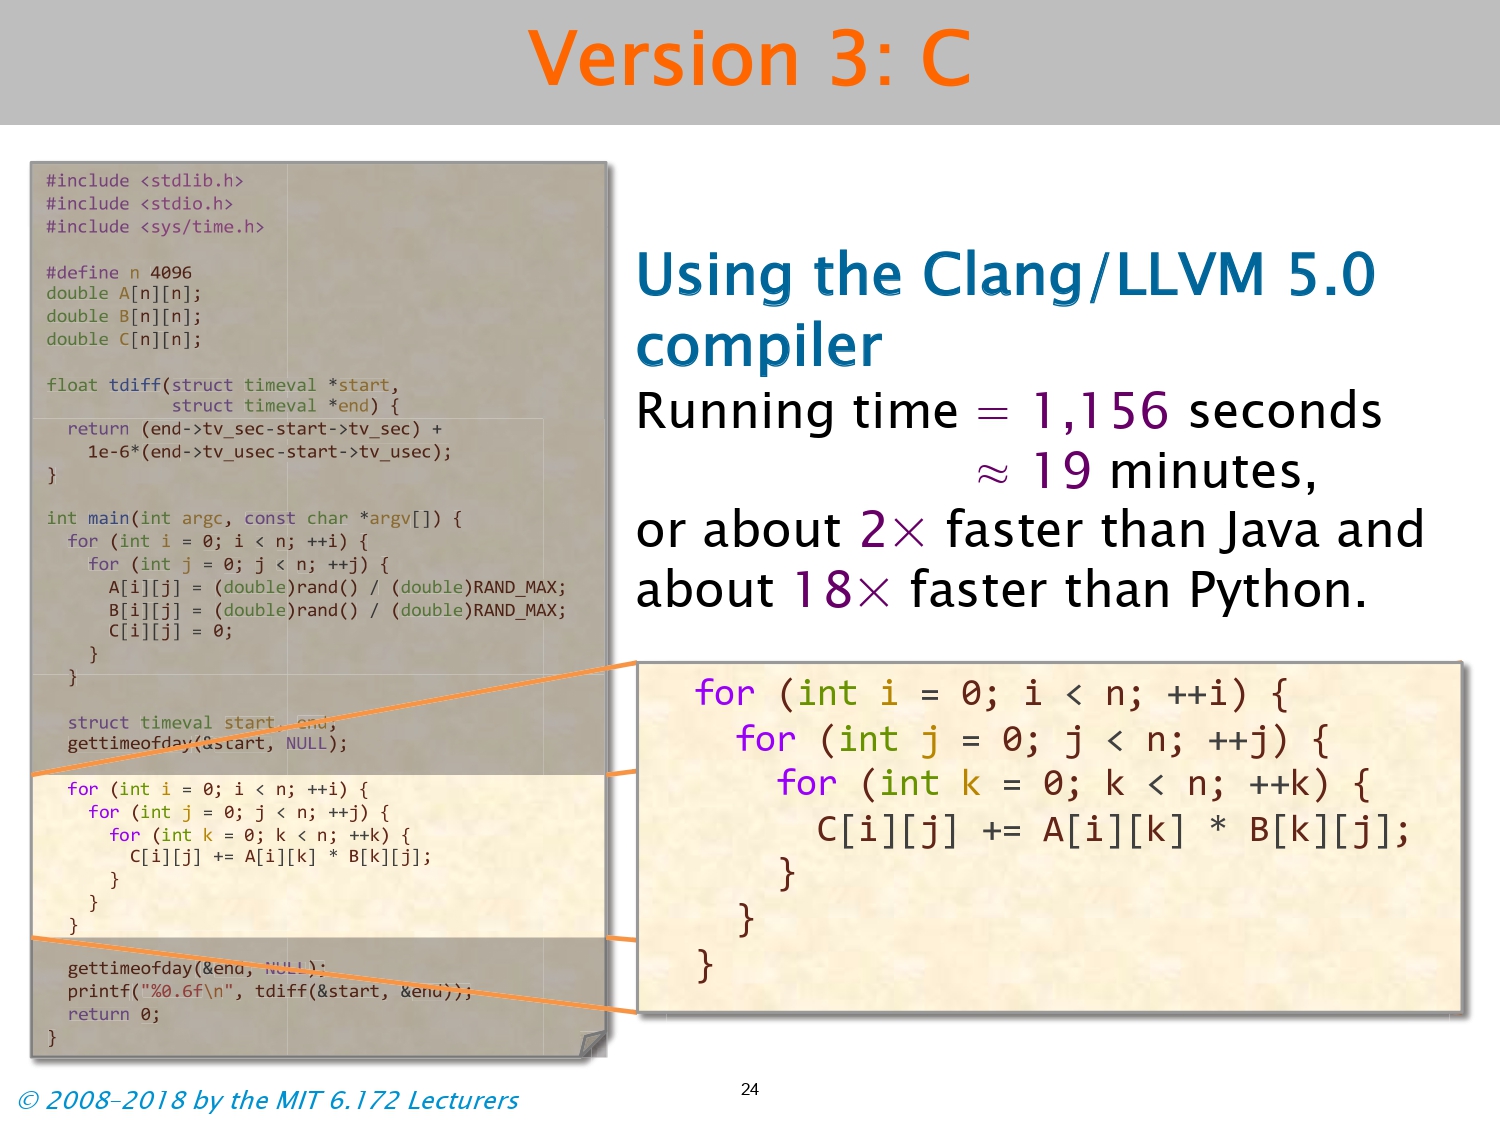 Version 3: C
#include <stdlib.h>
#include <stdio.h>
#include <sys/time.h>
#define n 4096
double A[n][n];
double B[n][n];
double C[n][n];
float tdiff(struct timeval *start,
            struct timeval *end) {
  return (end->tv_sec-start->tv_sec) +
    1e-6*(end->tv_usec-start->tv_usec);
}
int main(int argc, const char *argv[]) {
  for (int i = 0; i < n; ++i) {
    for (int j = 0; j < n; ++j) {
      A[i][j] = (double)rand() / (double)RAND_MAX;
      B[i][j] = (double)rand() / (double)RAND_MAX;
      C[i][j] = 0;
    }
  }
  struct timeval start, end;
  gettimeofday(&start, NULL);
  for (int i = 0; i < n; ++i) {
    for (int j = 0; j < n; ++j) {
      for (int k = 0; k < n; ++k) {
        C[i][j] += A[i][k] * B[k][j];
      }
    }
  }
  gettimeofday(&end, NULL);
  printf("%0.6f\n", tdiff(&start, &end));
  return 0;
}
Using the Clang/LLVM 5.0
compiler
Running time = 1,156 seconds
≈ 19 minutes,
or about 2× faster than Java and
about 18× faster than Python.
for (int i = 0; i < n; ++i) {
  for (int j = 0; j < n; ++j) {
    for (int k = 0; k < n; ++k) {
      C[i][j] += A[i][k] * B[k][j];
    }
  }
}
© 2008–2018 by the MIT 6.172 Lecturers
24